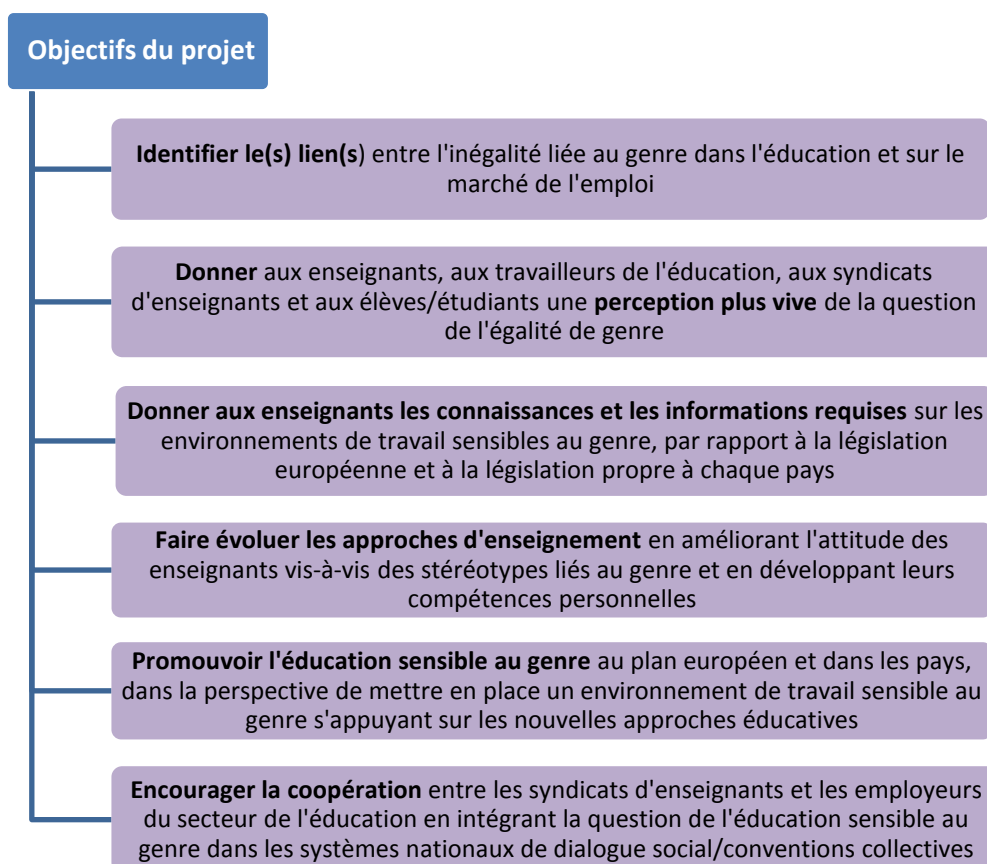 Objectifs du projet
Identifier le(s) lien(s) entre l'inégalité liée au genre dans l'éducation et sur le
marché de l'emploi
Donner aux enseignants, aux travailleurs de l'éducation, aux syndicats
d'enseignants et aux élèves/étudiants une perception plus vive de la question
de l'égalité de genre
Donner aux enseignants les connaissances et les informations requises sur les
environnements de travail sensibles au genre, par rapport à la législation
européenne et à la législation propre à chaque pays
Faire évoluer les approches d'enseignement en améliorant l'attitude des
enseignants vis-à-vis des stéréotypes liés au genre et en développant leurs
compétences personnelles
Promouvoir l'éducation sensible au genre au plan européen et dans les pays,
dans la perspective de mettre en place un environnement de travail sensible au
genre s'appuyant sur les nouvelles approches éducatives
Encourager la coopération entre les syndicats d'enseignants et les employeurs
du secteur de l'éducation en intégrant la question de l'éducation sensible au
genre dans les systèmes nationaux de dialogue social/conventions collectives